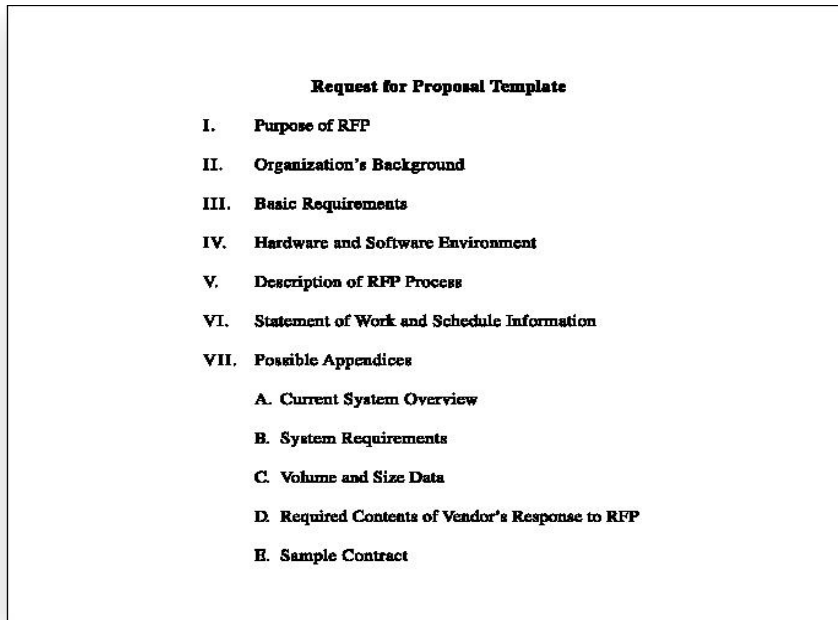 Request for Proposal Template
I. Purpose of RFP
II. Organization's Background
III. Basic Requirements
IV. Hardware and Software Environment
V. Description of RFP Process
VI. Statement of Work and Schedule Information
VII. Possible Appendices
A. Current System Overview
B. System Requirements
C. Volume and Size Data
D. Required Contents of Vendor's Response to RFP
E. Sample Contract